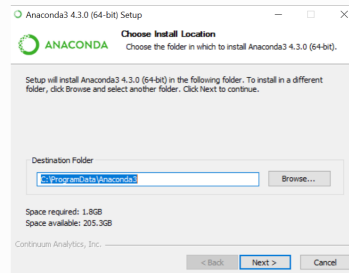 Anaconda3 4.3.0 (64-bit) Setup
ANACONDA
Choose Install Location
Choose the folder in which to install Anaconda3 4.3.0 (64-bit).
Setup will install Anaconda3 4.3.0 (64-bit) in the following folder. To install in a different
folder, click Browse and select another folder. Click Next to continue.
Destination Folder
C:\ProgramData\Anaconda3
Browse...
Space required: 1.8GB
Space available: 205.3GB
Continuum Analytics, Inc.
< Back
Next >
Cancel